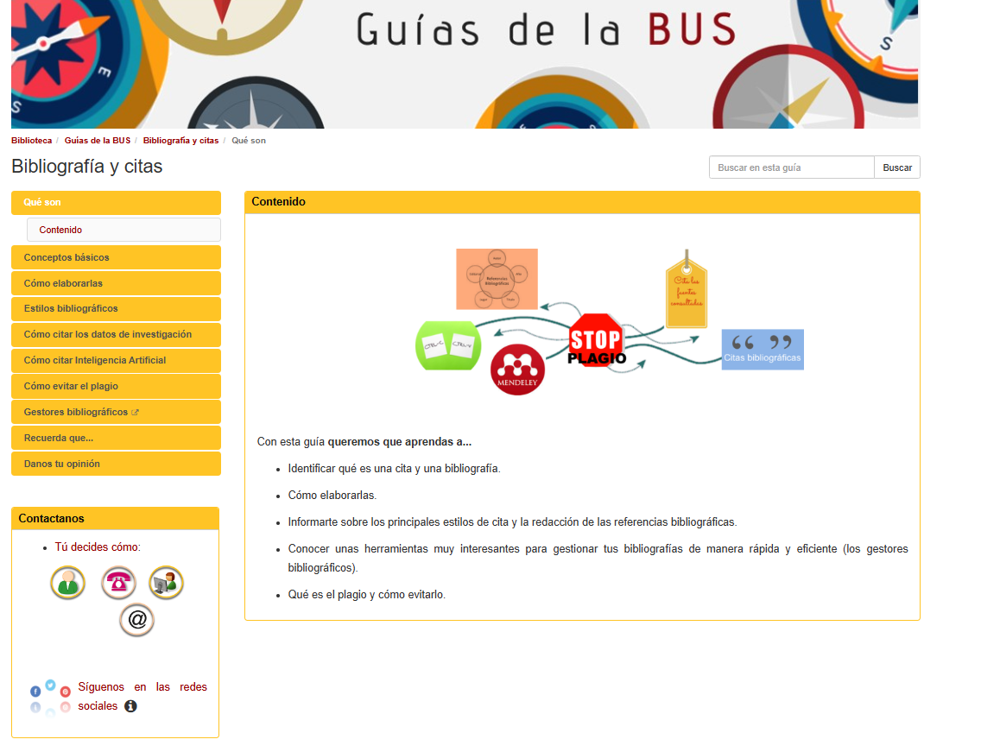 Guías de la BUS
S
E
S
Biblioteca / Guías de la BUS / Bibliografía y citas / Qué son
Bibliografía y citas
Buscar en esta guía
Buscar
Qué son
Contenido
Conceptos básicos
Cómo elaborarlas
Estilos bibliográficos
Cómo citar los datos de investigación
Cómo citar Inteligencia Artificial
Cómo evitar el plagio
Gestores bibliográficos
Recuerda que...
Danos tu opinión
Contactanos
Tú decides cómo:
@
Síguenos en las redes
sociales
Contenido
Referencias
Bibliográficas
Cita las
fuentes
consultadas
STOP
PLAGIO
MENDELEY
Citas bibliográficas
Con esta guía queremos que aprendas a...
Identificar qué es una cita y una bibliografía.
Cómo elaborarlas.
Informarte sobre los principales estilos de cita y la redacción de las referencias bibliográficas.
Conocer unas herramientas muy interesantes para gestionar tus bibliografías de manera rápida y eficiente (los gestores
bibliográficos).
Qué es el plagio y cómo evitarlo.